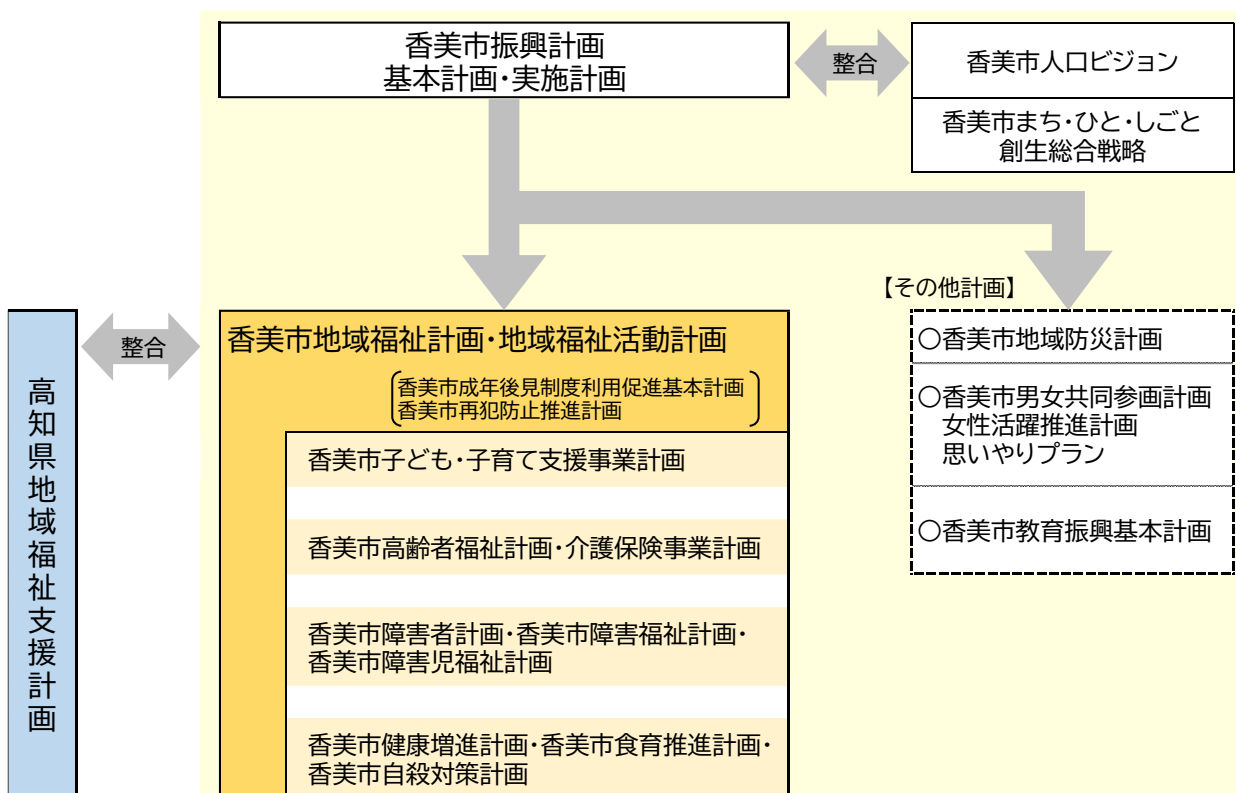 香美市振興計画
基本計画・実施計画
整合
香美市人口ビジョン
香美市まち・ひと・しごと
創生総合戦略
【その他計画】
高知県地域福祉支援計画
整合
香美市地域福祉計画・地域福祉活動計画
香美市成年後見制度利用促進基本計画
香美市再犯防止推進計画
香美市子ども・子育て支援事業計画
香美市高齢者福祉計画・介護保険事業計画
香美市障害者計画・香美市障害福祉計画・
香美市障害児福祉計画
香美市健康増進計画・香美市食育推進計画・
香美市自殺対策計画
○香美市地域防災計画
○香美市男女共同参画計画
女性活躍推進計画
思いやりプラン
○香美市教育振興基本計画